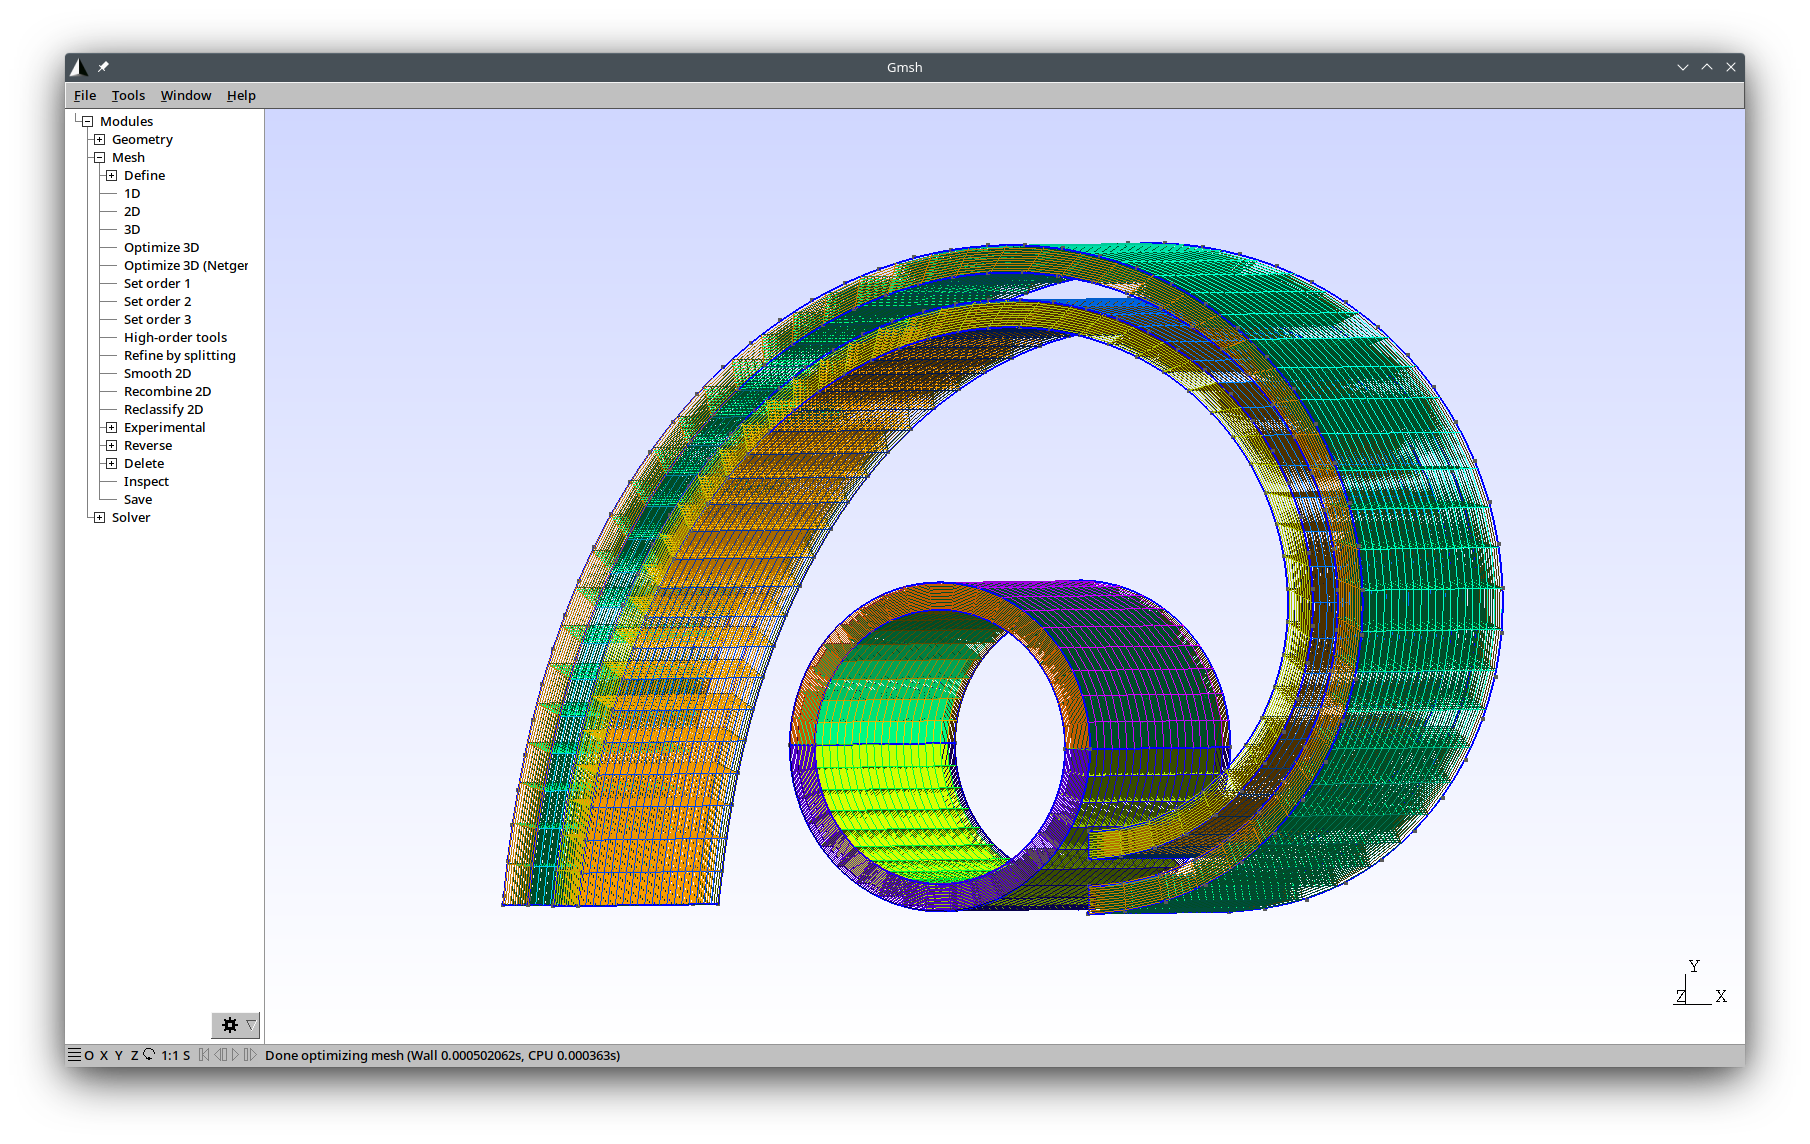 Gmsh
File Tools Window Help
Modules
Geometry
Mesh
Define
1D
2D
3D
Optimize 3D
Optimize 3D (Netger
Set order 1
Set order 2
Set order 3
High-order tools
Refine by splitting
Smooth 2D
Recombine 2D
Reclassify 2D
Experimental
Reverse
Delete
Inspect
Save
Solver
Y
Z X
O X Y Z 1:1 S Done optimizing mesh (Wall 0.000502062s, CPU 0.000363s)